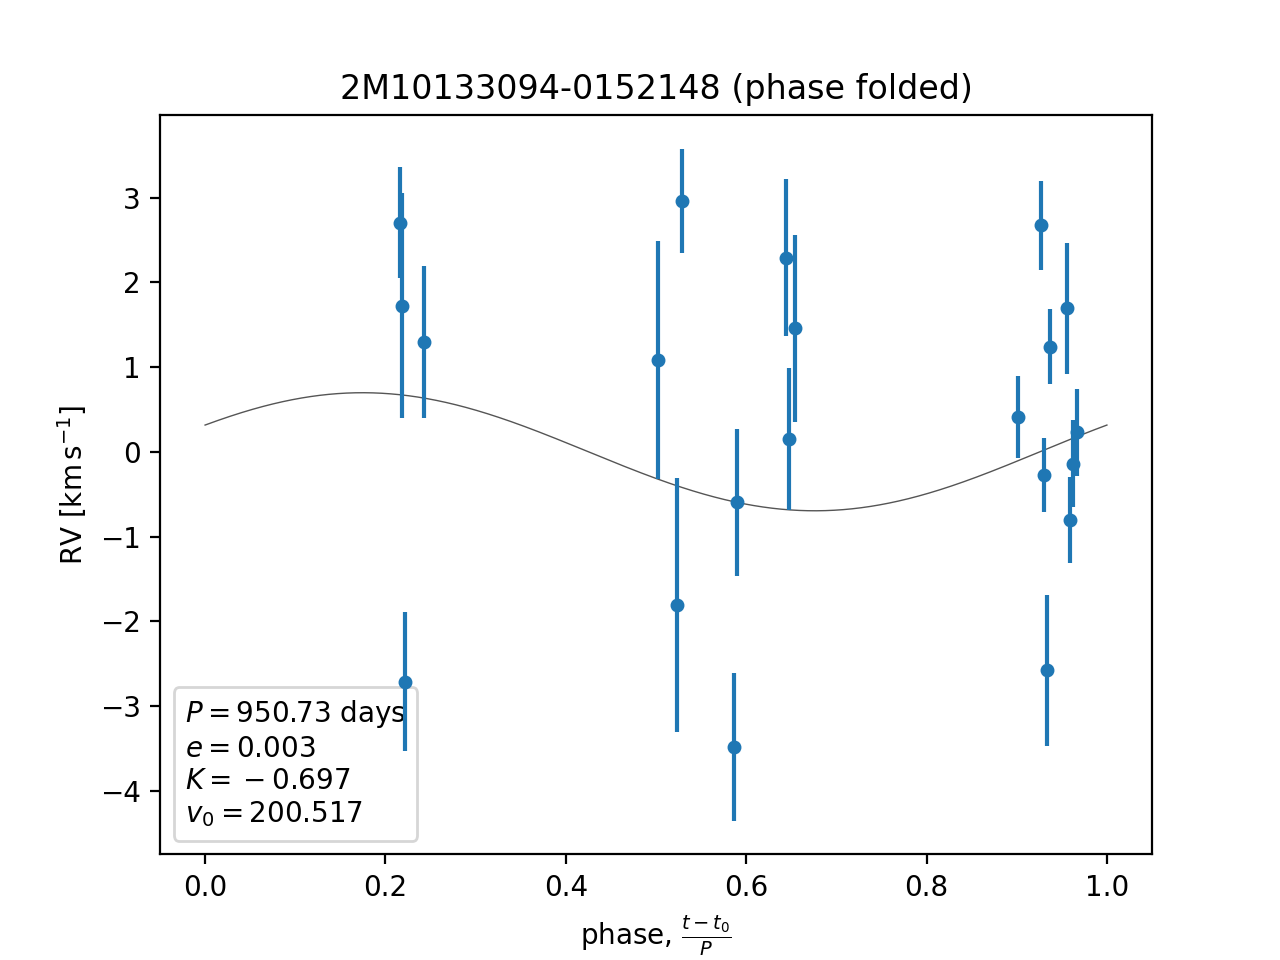 2M10133094-0152148 (phase folded)
RV [km s⁻¹]
3
2
1
0
−1
−2
−3
−4
P = 950.73 days
e = 0.003
K = − 0.697
v₀ = 200.517
0.0 0.2 0.4 0.6 0.8 1.0
phase, (t − t₀)/P